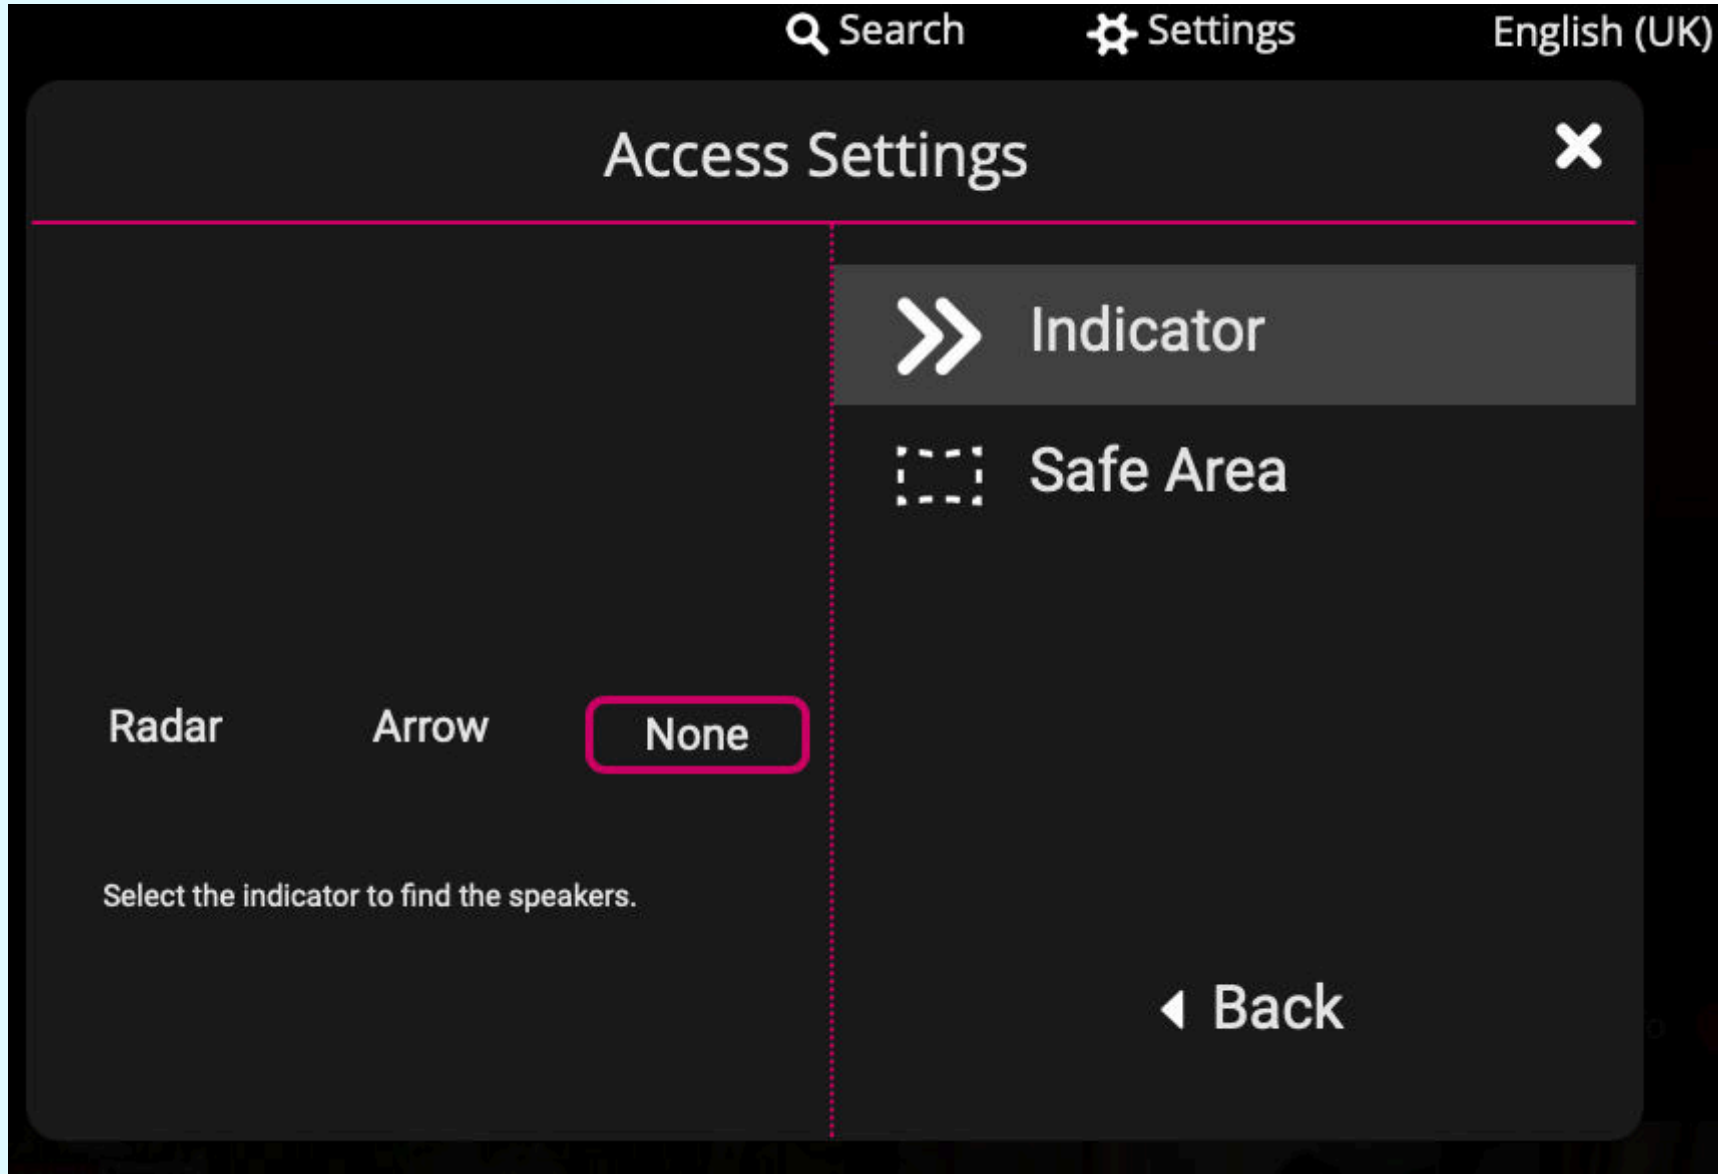 Search
Settings
English (UK)
Access Settings
Indicator
Safe Area
Radar
Arrow
None
Select the indicator to find the speakers.
Back